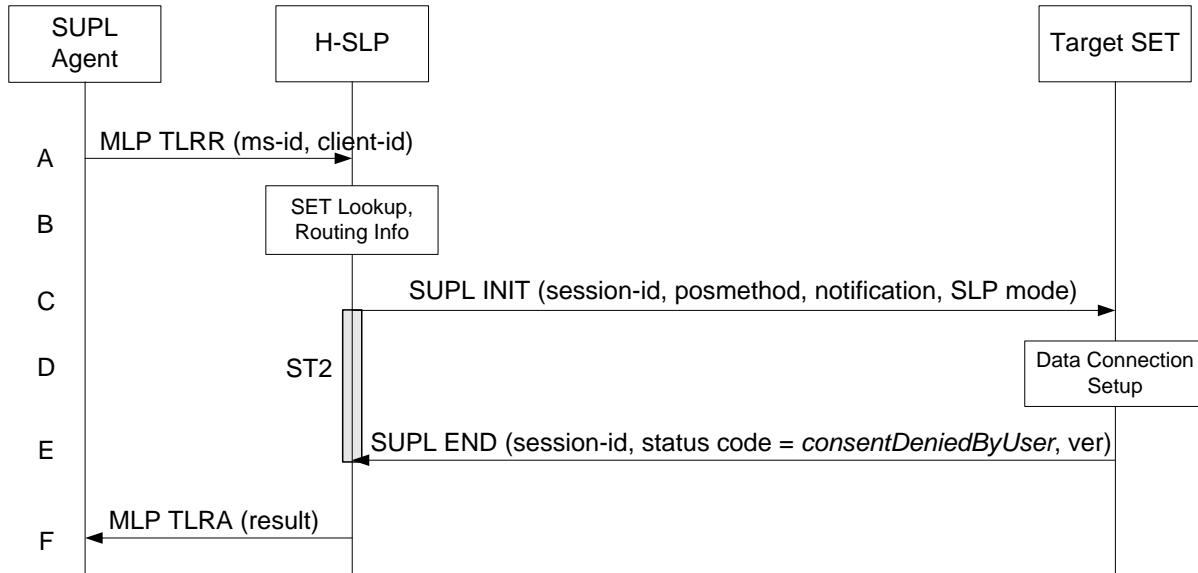 SUPL
Agent
H-SLP
Target SET
A
MLP TLRR (ms-id, client-id)
B
SET Lookup,
Routing Info
C
SUPL INIT (session-id, posmethod, notification, SLP mode)
D
ST2
Data Connection
Setup
E
SUPL END (session-id, status code = consentDeniedByUser, ver)
F
MLP TLRA (result)